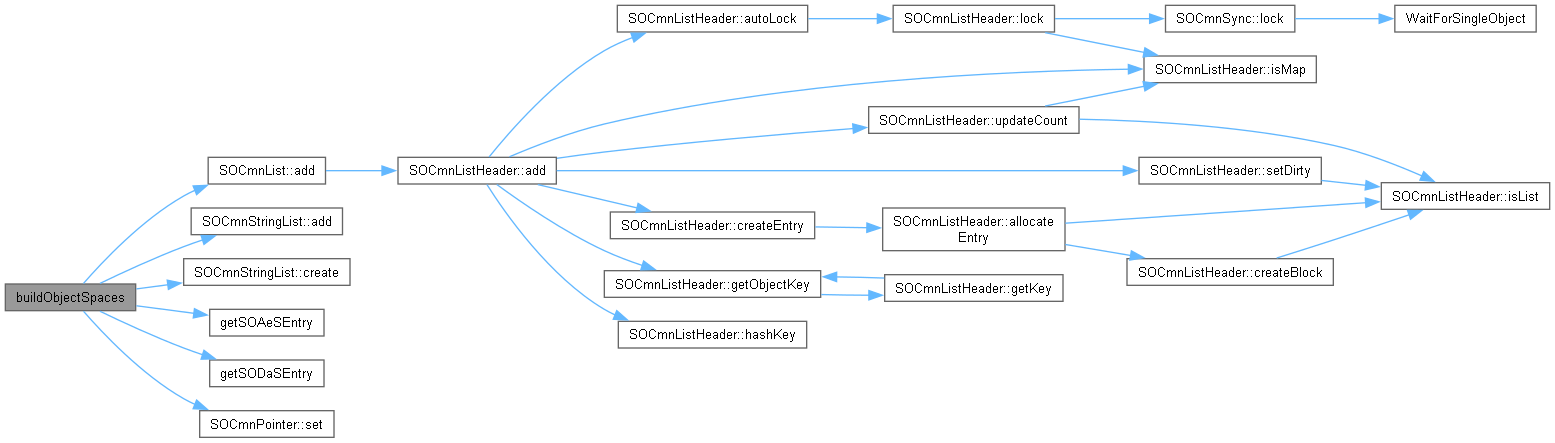 buildObjectSpaces
SOCmnList::add
SOCmnStringList::add
SOCmnStringList::create
getSOAeSEntry
getSODaSEntry
SOCmnPointer::set
SOCmnListHeader::add
SOCmnListHeader::autoLock
SOCmnListHeader::createEntry
SOCmnListHeader::getObjectKey
SOCmnListHeader::hashKey
SOCmnListHeader::lock
SOCmnListHeader::updateCount
SOCmnListHeader::allocate
Entry
SOCmnListHeader::getKey
SOCmnSync::lock
SOCmnListHeader::isMap
SOCmnListHeader::setDirty
SOCmnListHeader::createBlock
WaitForSingleObject
SOCmnListHeader::isList